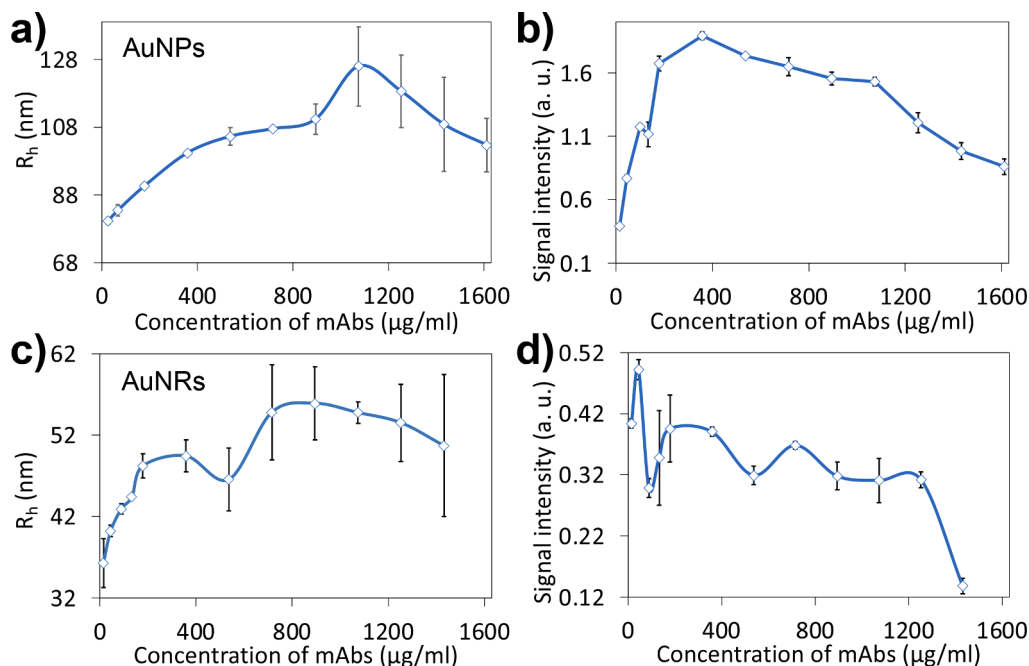 a)
AuNPs
128
108
88
68
R_h (nm)
0 400 800 1200 1600
Concentration of mAbs (µg/ml)
b)
1.6
1.1
0.6
0.1
Signal intensity (a. u.)
0 400 800 1200 1600
Concentration of mAbs (µg/ml)
c)
AuNRs
62
52
42
32
R_h (nm)
0 400 800 1200 1600
Concentration of mAbs (µg/ml)
d)
0.52
0.42
0.32
0.22
0.12
Signal intensity (a. u.)
0 400 800 1200 1600
Concentration of mAbs (µg/ml)